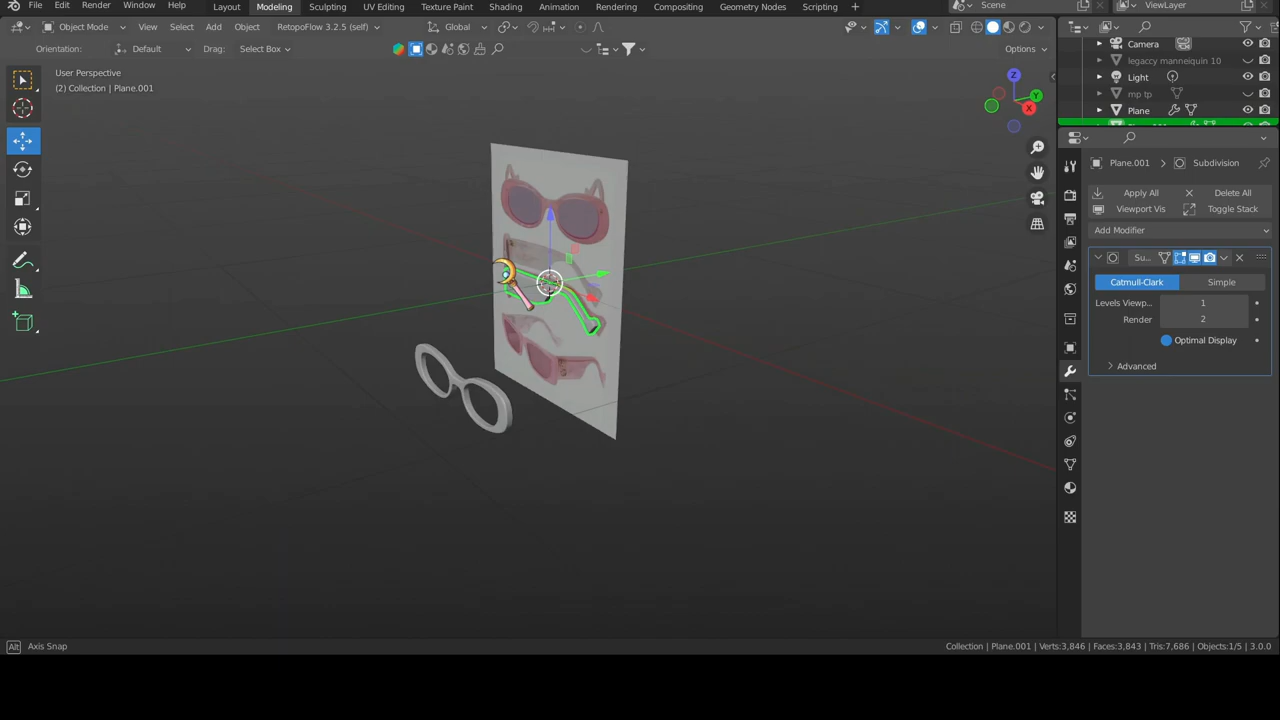 File Edit Render Window Help Layout Modeling Sculpting UV Editing Texture Paint Shading Animation Rendering Compositing Geometry Nodes Scripting + Scene ViewLayer
Object Mode View Select Add Object RetopoFlow 3.2.5 (self) Global
Orientation: Default Drag: Select Box Options
User Perspective
(2) Collection | Plane.001
Z
Y
X
Camera
legaccy mannequin 10
Light
mp tp
Plane
Plane.001 Subdivision
Apply All Delete All
Viewport Vis Toggle Stack
Add Modifier
Su...
Catmull-Clark Simple
Levels Viewp... 1
Render 2
Optimal Display
Advanced
Alt Axis Snap
Collection | Plane.001 | Verts:3,846 | Faces:3,843 | Tris:7,686 | Objects:1/5 | 3.0.0